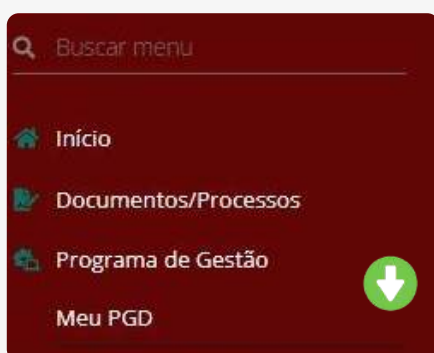 Buscar menu
Início
Documentos/Processos
Programa de Gestão
Meu PGD